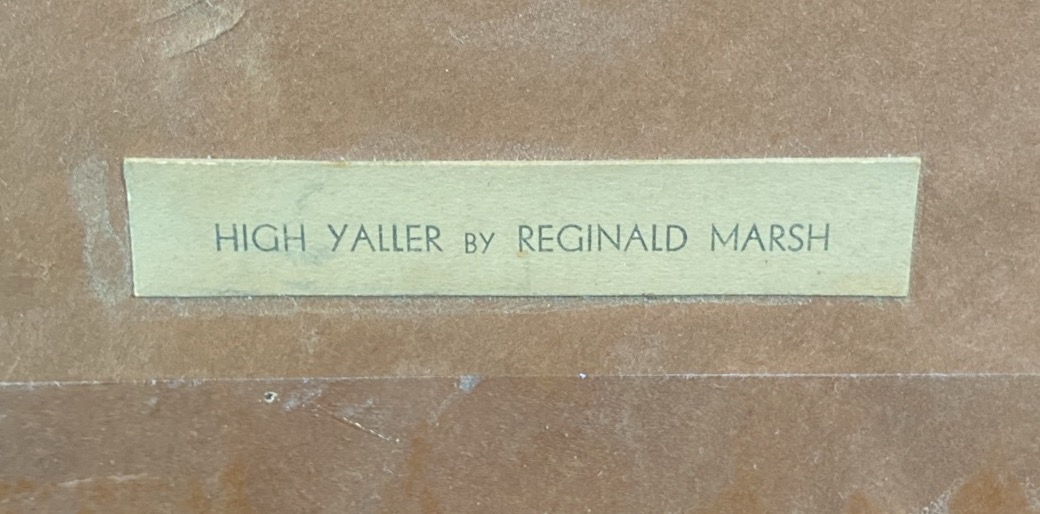 HIGH YALLER BY REGINALD MARSH